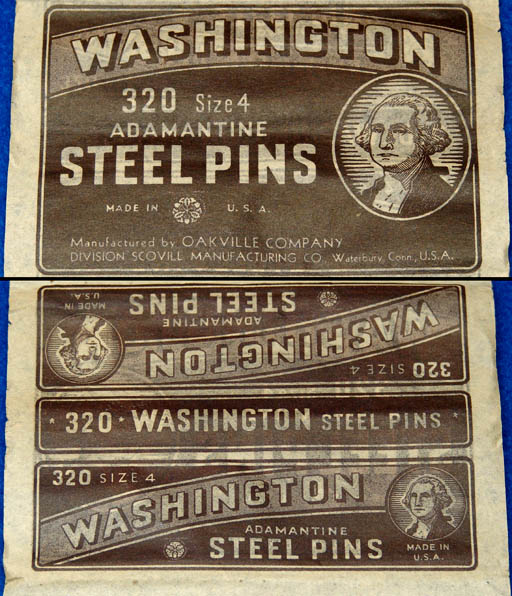 WASHINGTON
320 Size 4
ADAMANTINE
STEEL PINS
MADE IN U. S. A.
Manufactured by OAKVILLE COMPANY
DIVISION SCOVILL MANUFACTURING CO. Waterbury, Conn., U.S.A.
320 SIZE 4
WASHINGTON
ADAMANTINE
STEEL PINS
MADE IN
U.S.A.
* 320 * WASHINGTON STEEL PINS *
320 SIZE 4
WASHINGTON
ADAMANTINE
STEEL PINS
MADE IN
U.S.A.